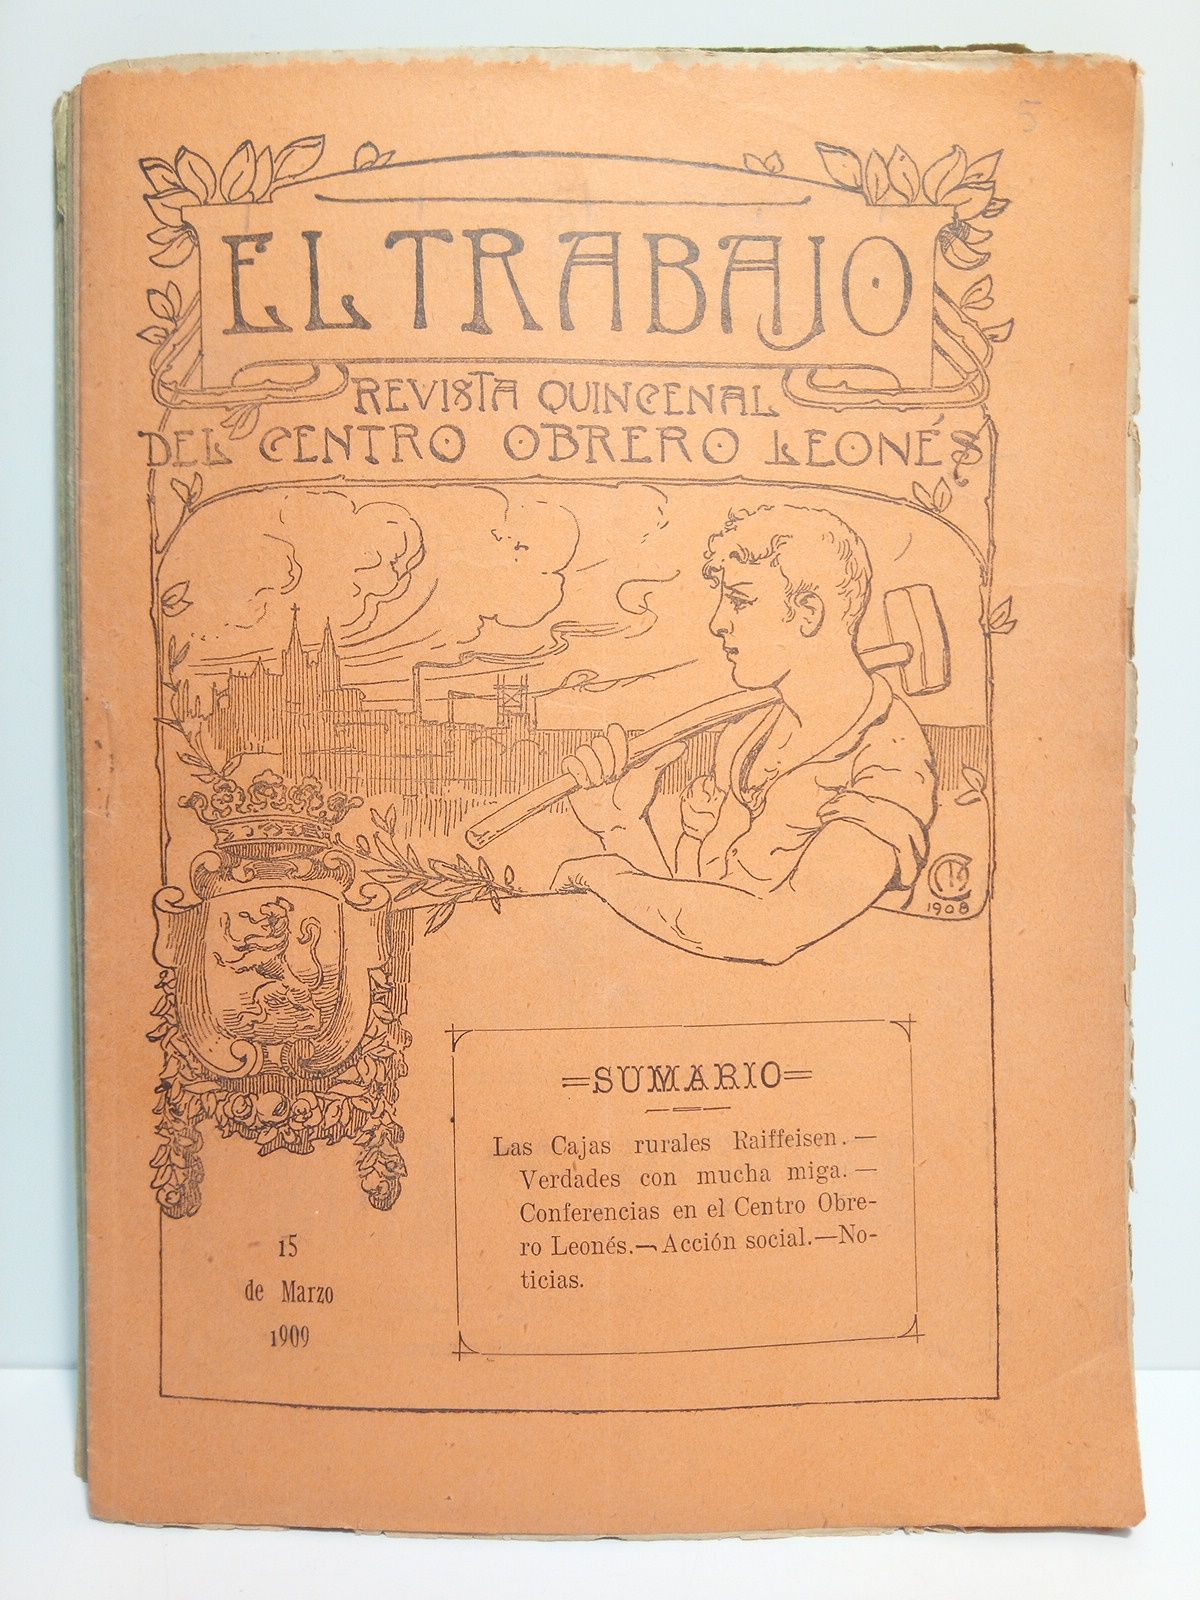 5
EL TRABAJO
REVISTA QUINCENAL
DEL CENTRO OBRERO LEONÉS
1908
=SUMARIO=
Las Cajas rurales Raiffeisen.—
Verdades con mucha miga.—
Conferencias en el Centro Obre-
ro Leonés.—Acción social.—No-
ticias.
15
de Marzo
1909